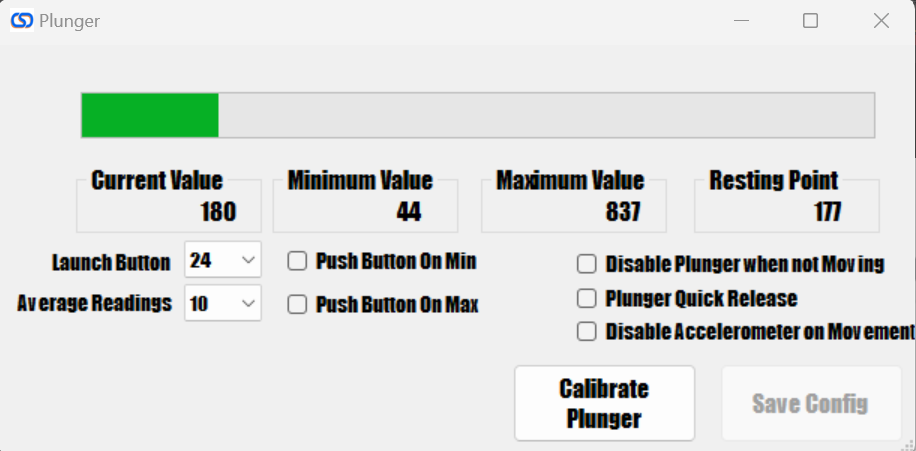 Plunger
Current Value
Minimum Value
Maximum Value
Resting Point
180
44
837
177
Launch Button
24
Push Button On Min
Disable Plunger when not Moving
Average Readings
10
Push Button On Max
Plunger Quick Release
Disable Accelerometer on Movement
Calibrate
Plunger
Save Config